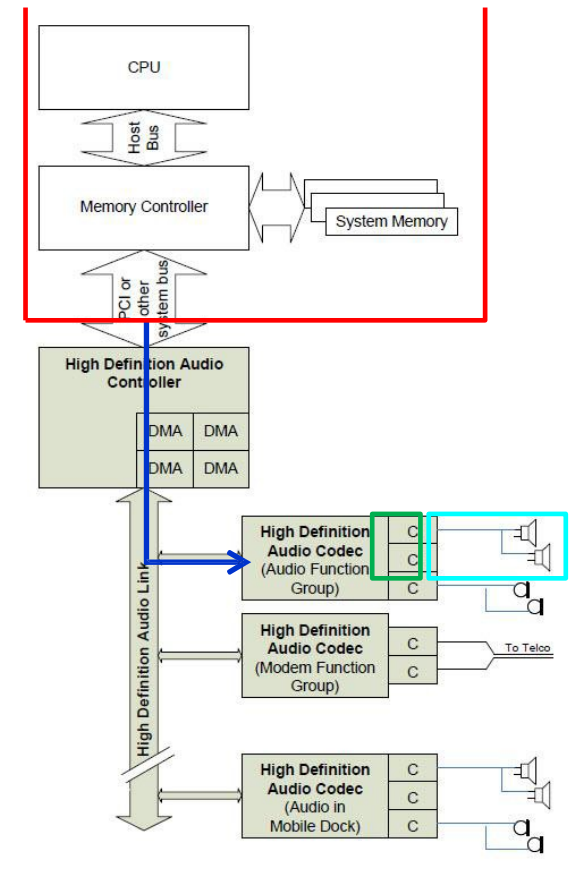 CPU
Host
Bus
Memory Controller
System Memory
PCI or
other
system bus
High Definition Audio
Controller
DMA
DMA
DMA
DMA
High Definition Audio Link
High Definition
Audio Codec
(Audio Function
Group)
C
C
C
High Definition
Audio Codec
(Modem Function
Group)
C
C
To Telco
High Definition
Audio Codec
(Audio in
Mobile Dock)
C
C
C